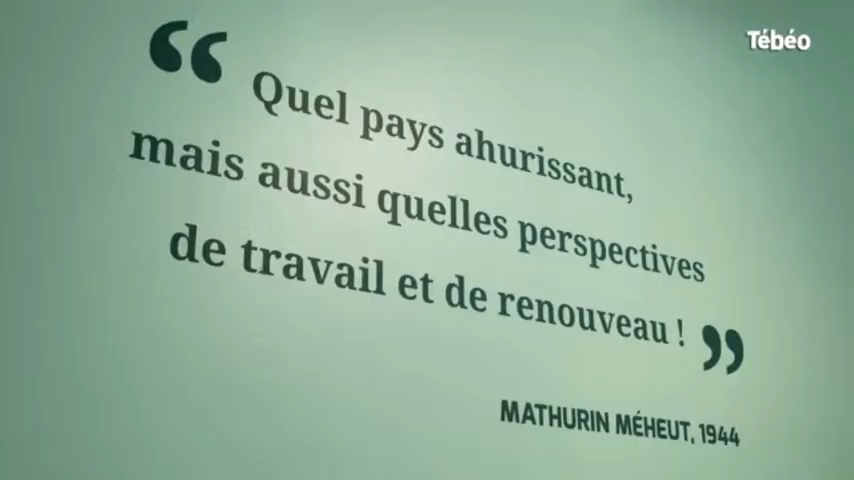 Tébéo
“ Quel pays ahurissant,
mais aussi quelles perspectives
de travail et de renouveau ! ”
MATHURIN MÉHEUT, 1944